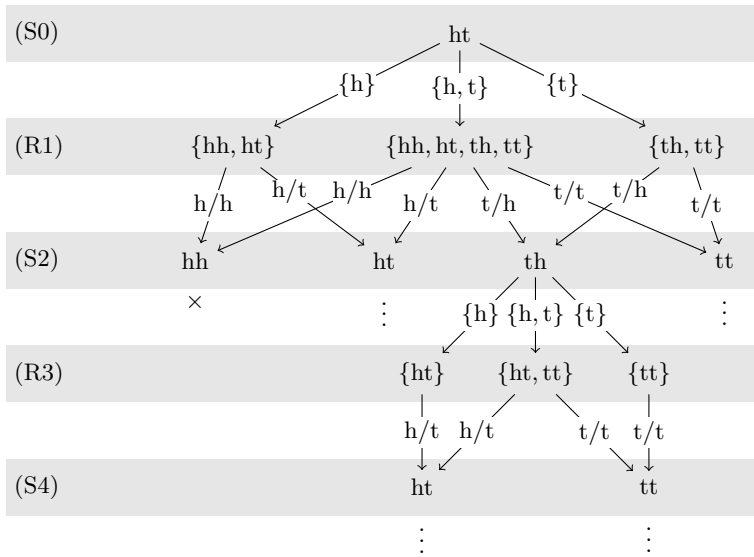 (S0) ht
{h} {h, t} {t}
(R1) {hh, ht} {hh, ht, th, tt} {th, tt}
h/h h/t h/h h/t t/h t/t t/h t/t
(S2) hh ht th tt
× ⋮ ⋮
{h} {h, t} {t}
(R3) {ht} {ht, tt} {tt}
h/t h/t t/t t/t
(S4) ht tt
⋮ ⋮